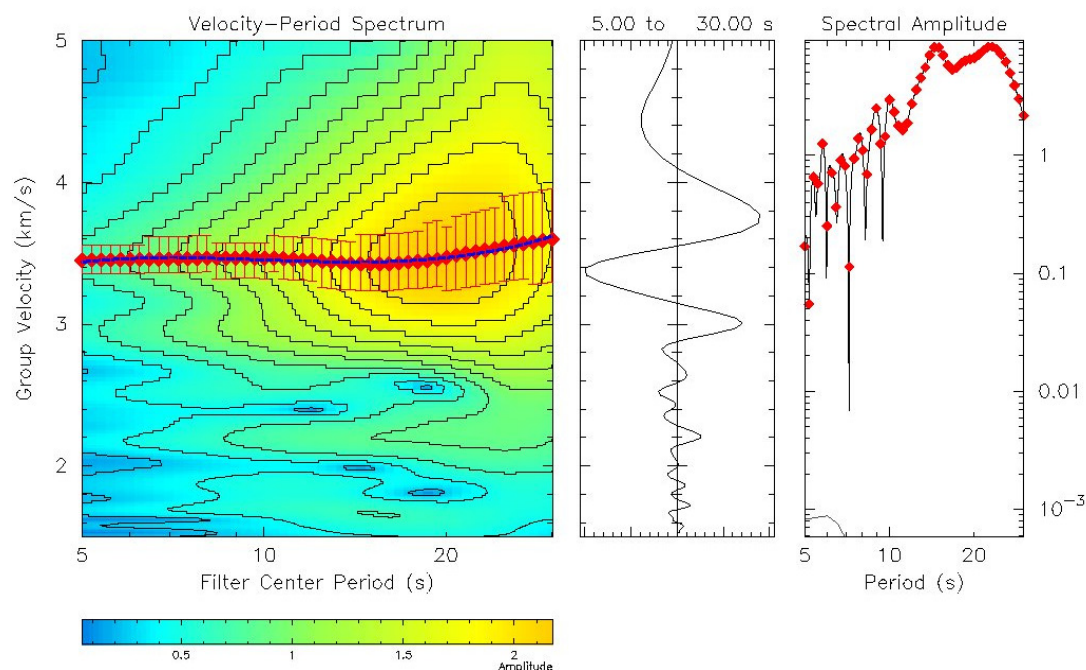 Velocity-Period Spectrum
5.00 to 30.00 s
Spectral Amplitude
5
4
3
2
Group Velocity (km/s)
5 10 20
Filter Center Period (s)
1
0.1
0.01
10⁻³
5 10 20
Period (s)
0.5 1 1.5 2
Amplitude